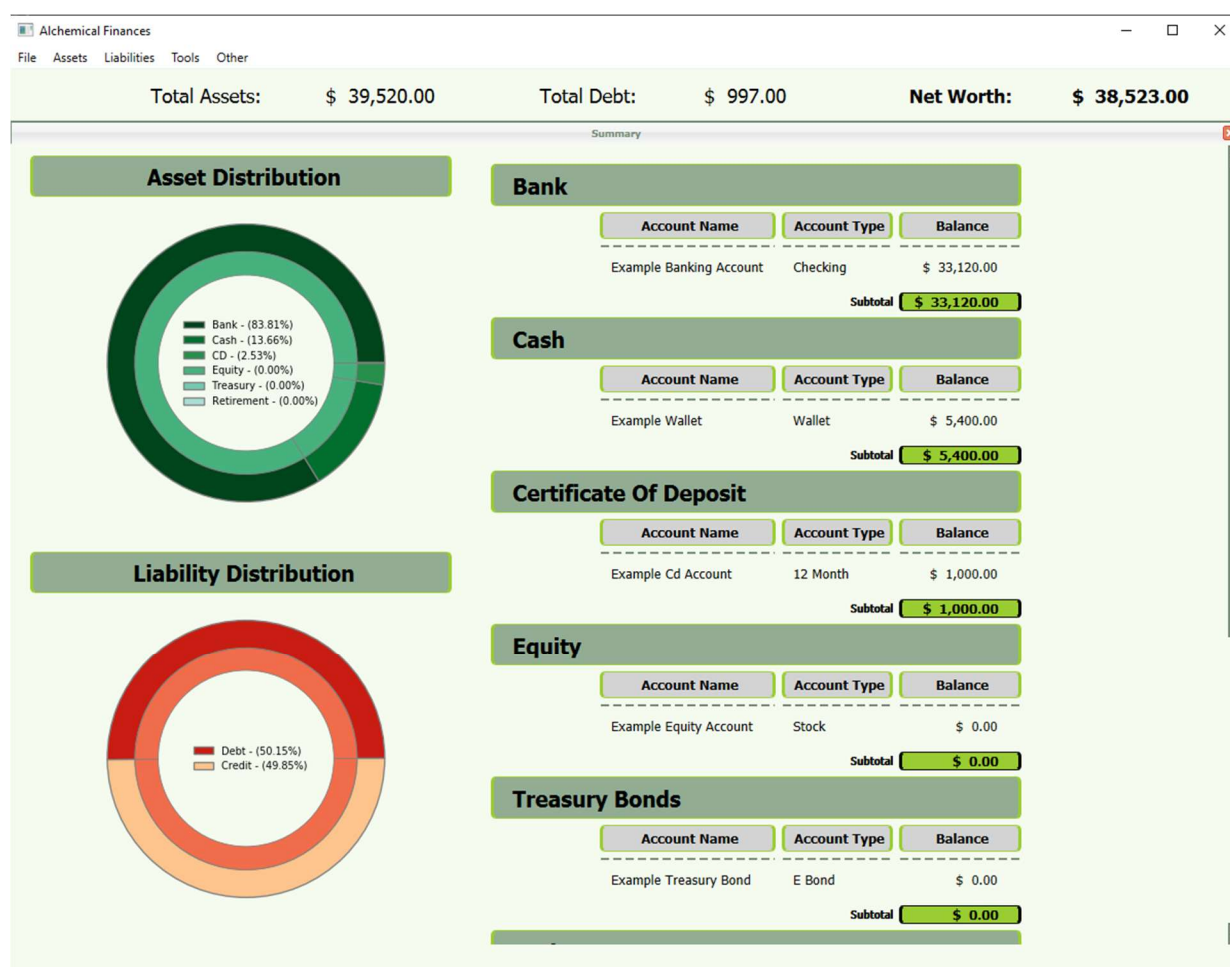 Alchemical Finances
File Assets Liabilities Tools Other
Total Assets: $ 39,520.00 Total Debt: $ 997.00 Net Worth: $ 38,523.00
Summary
Asset Distribution
Bank - (83.81%)
Cash - (13.66%)
CD - (2.53%)
Equity - (0.00%)
Treasury - (0.00%)
Retirement - (0.00%)
Liability Distribution
Debt - (50.15%)
Credit - (49.85%)
Bank
Account Name Account Type Balance
Example Banking Account Checking $ 33,120.00
Subtotal $ 33,120.00
Cash
Account Name Account Type Balance
Example Wallet Wallet $ 5,400.00
Subtotal $ 5,400.00
Certificate Of Deposit
Account Name Account Type Balance
Example Cd Account 12 Month $ 1,000.00
Subtotal $ 1,000.00
Equity
Account Name Account Type Balance
Example Equity Account Stock $ 0.00
Subtotal $ 0.00
Treasury Bonds
Account Name Account Type Balance
Example Treasury Bond E Bond $ 0.00
Subtotal $ 0.00